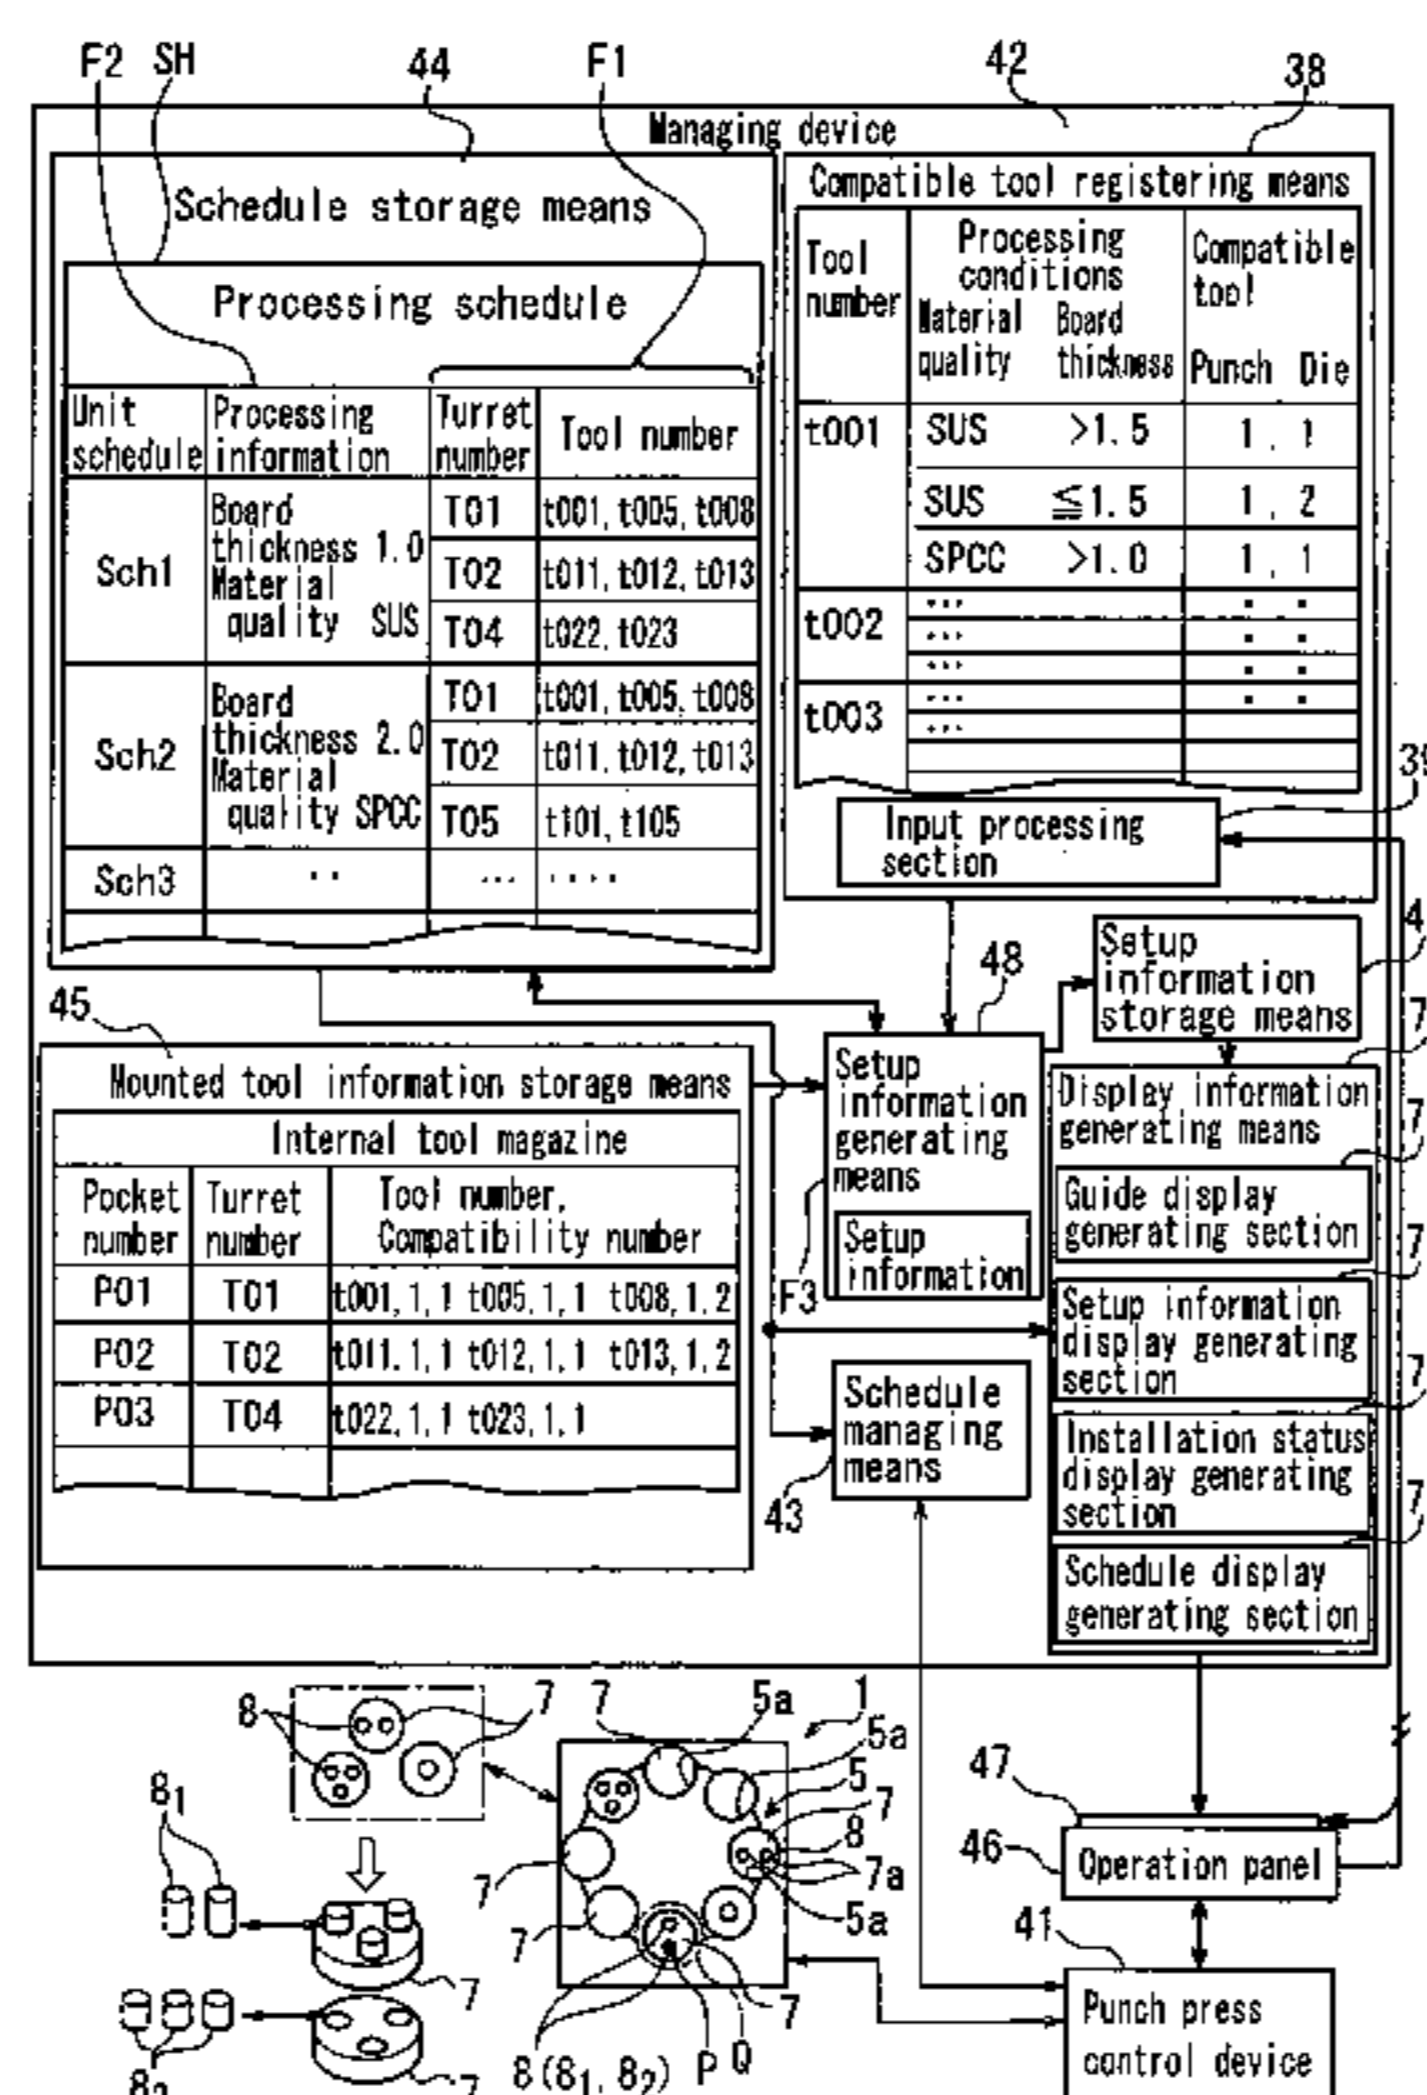 F2 SH 44 F1 42 38
Managing device
Schedule storage means
Processing schedule
Unit schedule Processing information Turret number Tool number
Sch1 Board thickness 1.0 Material quality SUS
T01 t001, t005, t008
T02 t011, t012, t013
T04 t022, t023
Sch2 Board thickness 2.0 Material quality SPCC
T01 t001, t005, t008
T02 t011, t012, t013
T05 t101, t105
Sch3 ·· ··· ····
Compatible tool registering means
Tool number Processing conditions Compatible tool
Material quality Board thickness Punch Die
t001 SUS >1.5 1, 1
SUS ≦1.5 1, 2
SPCC >1.0 1, 1
t002 ···
···
···
t003 ···
···
39
Input processing section
45
Mounted tool information storage means
Internal tool magazine
Pocket number Turret number Tool number, Compatibility number
P01 T01 t001, 1, 1 t005, 1, 1 t008, 1, 2
P02 T02 t011. 1, 1 t012, 1, 1 t013, 1, 2
P03 T04 t022, 1, 1 t023, 1, 1
48
Setup information generating means
Setup information
F3
Schedule managing means
43
Setup information storage means
Display information generating means
Guide display generating section
Setup information display generating section
Installation status display generating section
Schedule display generating section
8 7 7 5a 1
5a
5
7
8
7a
5a
7
7
81
7
82
7
8(81, 82) P Q 7
47
46
Operation panel
41
Punch press
control device